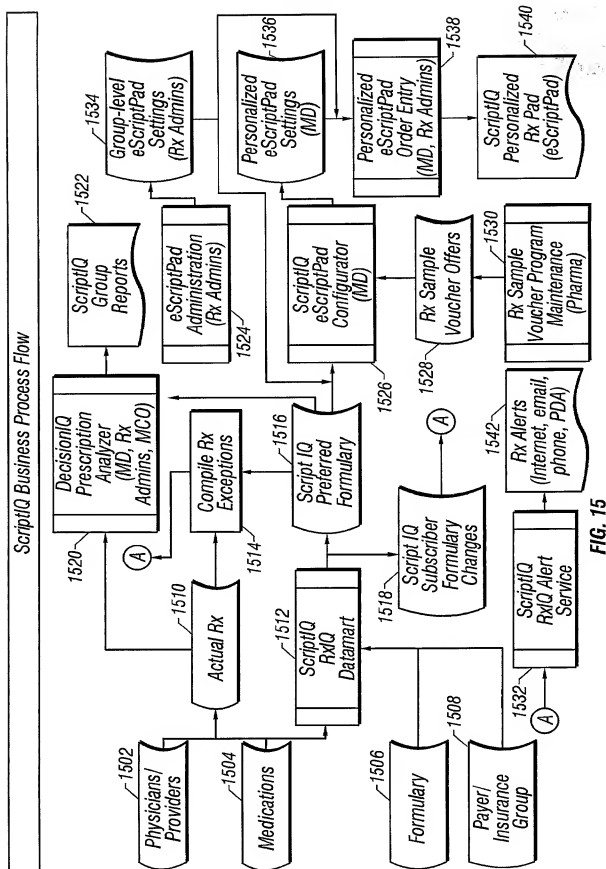 ScriptIQ Business Process Flow
1502
Physicians/
Providers
1504
Medications
1506
Formulary
1508
Payer/
Insurance
Group
1510
Actual Rx
1512
ScriptIQ
RxIQ
Datamart
1520
DecisionIQ
Prescription
Analyzer
(MD, Rx
Admins, MCO)
A
Compile Rx
Exceptions
1514
1516
Script IQ
Preferred
Formulary
1518
Script IQ
Subscriber
Formulary
Changes
A
1532
ScriptIQ
RxIQ Alert
Service
A
1522
ScriptIQ
Group
Reports
1524
eScriptPad
Administration
(Rx Admins)
1526
ScriptIQ
eScriptPad
Configurator
(MD)
1528
Rx Sample
Voucher Offers
1530
Rx Sample
Voucher Program
Maintenance
(Pharma)
1542
Rx Alerts
(Internet, email,
phone, PDA)
1534
Group-level
eScriptPad
Settings
(Rx Admins)
1536
Personalized
eScriptPad
Settings
(MD)
1538
Personalized
eScriptPad
Order Entry
(MD, Rx Admins)
1540
ScriptIQ
Personalized
Rx Pad
(eScriptPad)
FIG. 15